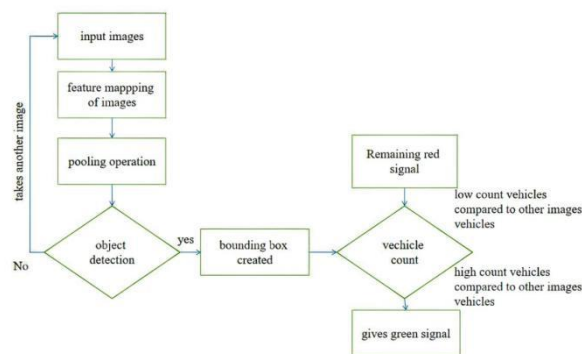 input images
feature mappping
of images
pooling operation
takes another image
object
detection
No
yes
bounding box
created
Remaining red
signal
low count vehicles
compared to other images
vehicles
vechicle
count
high count vehicles
compared to other images
vehicles
gives green signal